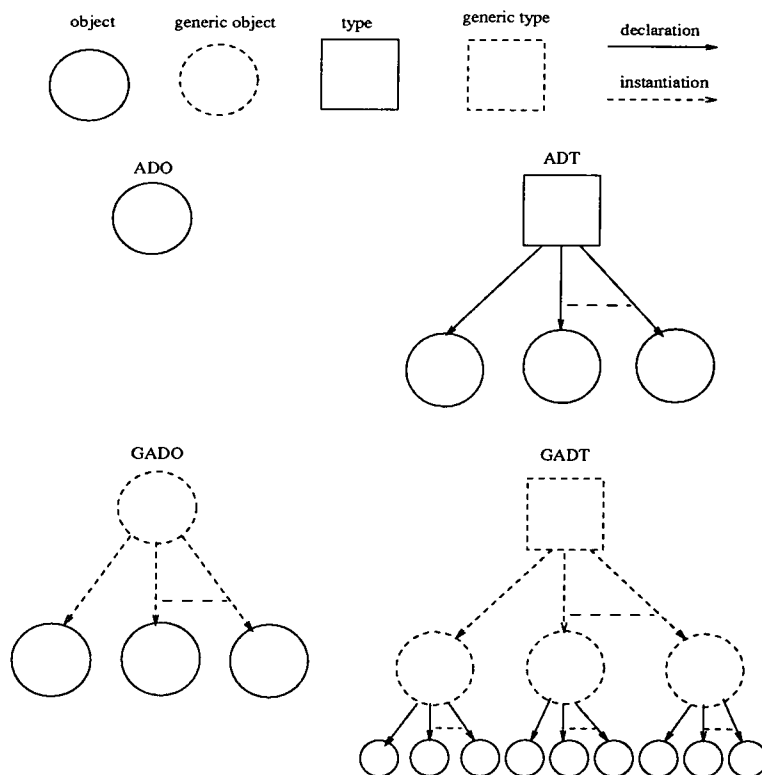 object
generic object
type
generic type
declaration
instantiation
ADO
ADT
GADO
GADT